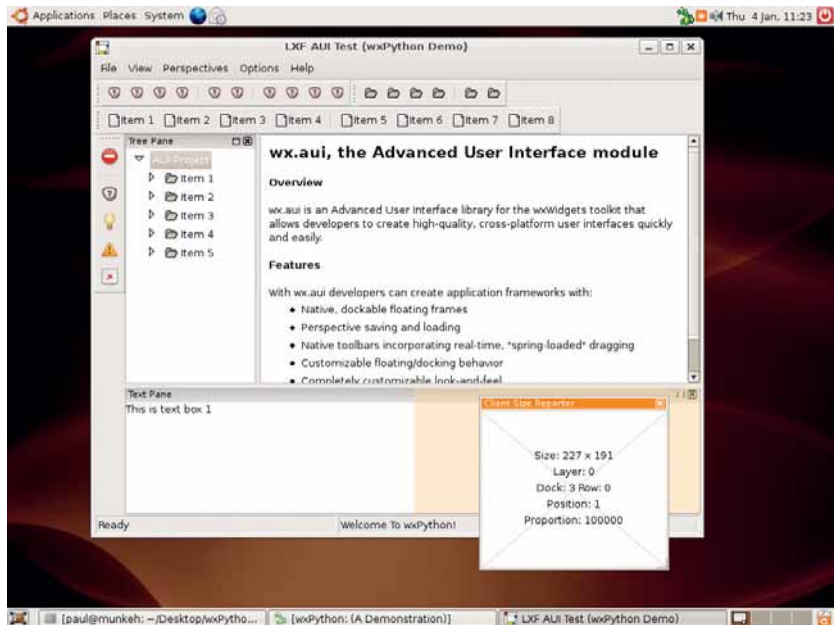 Applications Places System
Thu 4 Jan, 11:23
LXF AUI Test (wxPython Demo)
File View Perspectives Options Help
Item 1 Item 2 Item 3 Item 4 Item 5 Item 6 Item 7 Item 8
Tree Pane
AUI Project
Item 1
Item 2
Item 3
Item 4
Item 5
wx.aui, the Advanced User Interface module
Overview
wx.aui is an Advanced User Interface library for the wxWidgets toolkit that
allows developers to create high-quality, cross-platform user interfaces quickly
and easily.
Features
With wx.aui developers can create application frameworks with:
Native, dockable floating frames
Perspective saving and loading
Native toolbars incorporating real-time, "spring-loaded" dragging
Customizable floating/docking behavior
Completely customizable look-and-feel
Text Pane
This is text box 1
Client Size Reporter
Size: 227 x 191
Layer: 0
Dock: 3 Row: 0
Position: 1
Proportion: 100000
Ready
Welcome To wxPython!
[paul@munkeh: ~/Desktop/wxPytho...
[wxPython: (A Demonstration)]
LXF AUI Test (wxPython Demo)